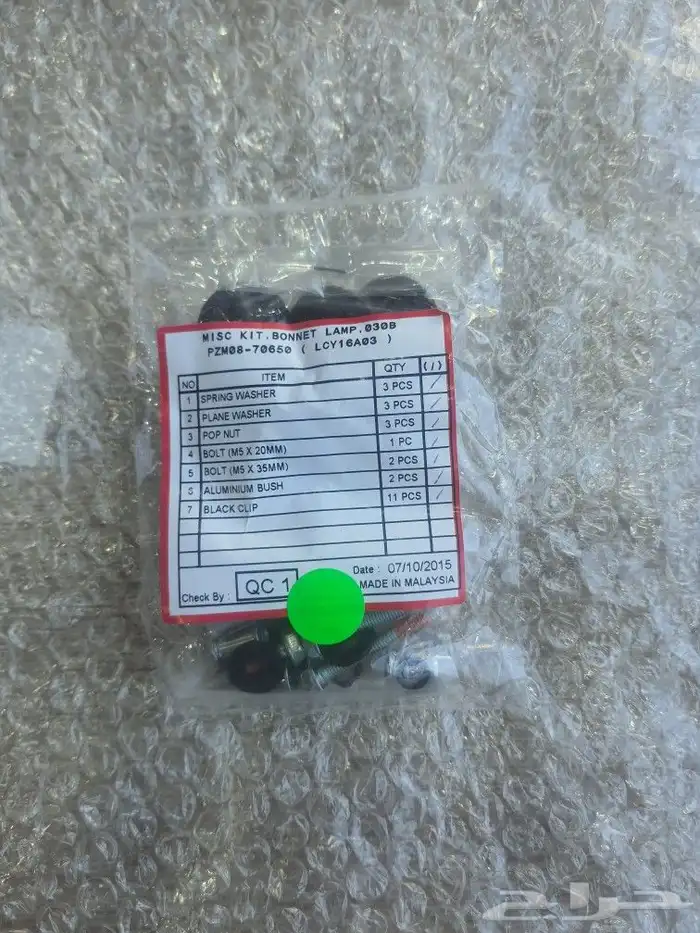 MISC KIT.BONNET LAMP.030B
PZM08-70650 ( LCY16A03 )
NO ITEM QTY (/)
1 SPRING WASHER 3 PCS /
2 PLANE WASHER 3 PCS /
3 POP NUT 3 PCS /
4 BOLT (M5 X 20MM) 1 PC /
5 BOLT (M5 X 35MM) 2 PCS /
6 ALUMINIUM BUSH 2 PCS /
7 BLACK CLIP 11 PCS /
Date : 07/10/2015
Check By : QC 1 MADE IN MALAYSIA
حراج